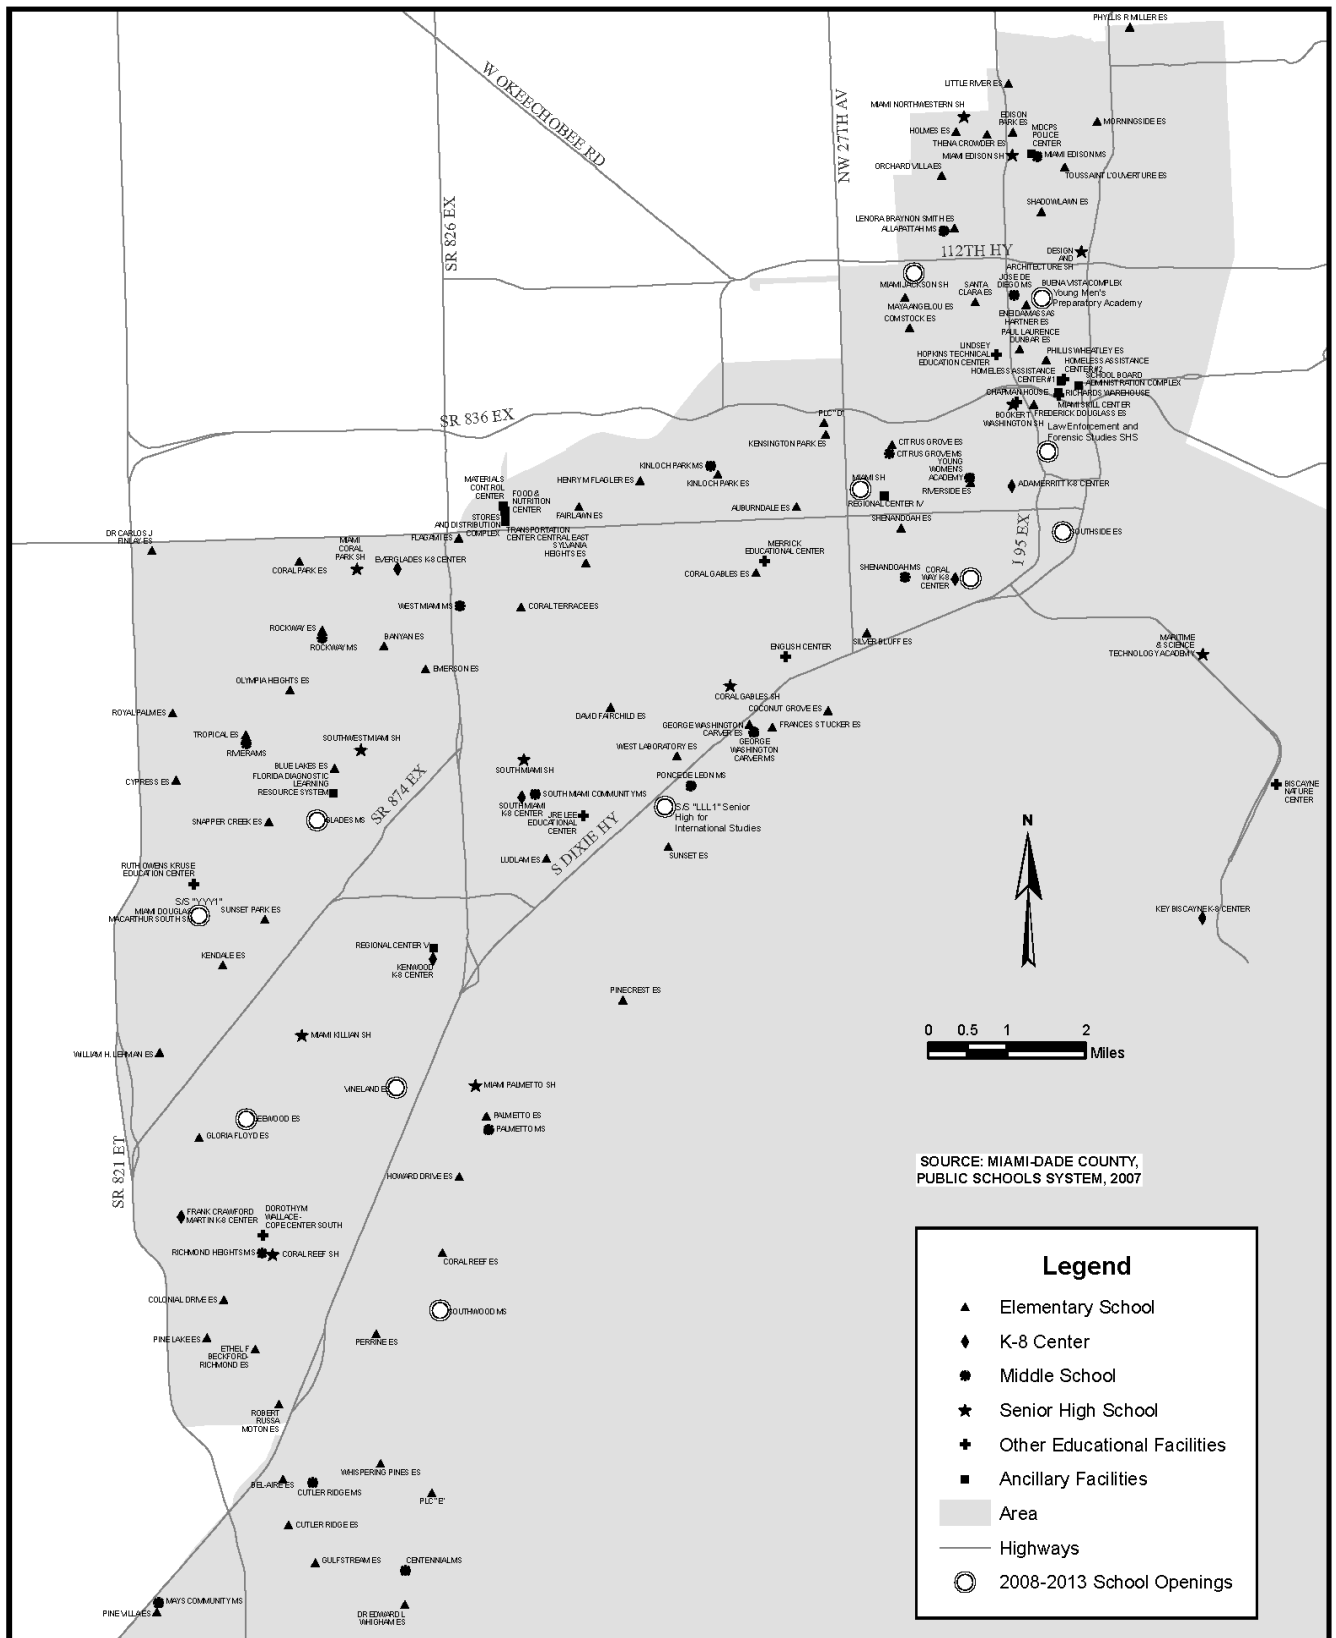 PHYLLIS R MILLER ES
W OKEECHOBEE RD
NW 27TH AV
LITTLE RIVER ES
MIAMI NORTHWESTERN SH
EDISON
PARK ES
MDCPS
POLICE
CENTER
MORNINGSIDE ES
HOLMES ES
THENA CROWDER ES
MIAMI EDISON SH
MIAMI EDISON MS
ORCHARD VILLA ES
TOUSSAINT L'OUVERTURE ES
SR 826 EX
SHADOWLAWN ES
LENORA BRAYNON SMITH ES
ALLAPATTAH MS
112TH HY
DESIGN
AND
ARCHITECTURE SH
MIAMI JACKSON SH
SANTA
CLARA ES
JOSE DE
DIEGO MS
BUENA VISTA COMPLEX
Young Men's
Preparatory Academy
MAYA ANGELOU ES
COMSTOCK ES
ENEIDA MASSAS
HARTNER ES
PAUL LAURENCE
DUNBAR ES
LINDSEY
HOPKINS TECHNICAL
EDUCATION CENTER
PHILLIS WHEATLEY ES
HOMELESS ASSISTANCE
CENTER #2
HOMELESS ASSISTANCE
CENTER #1
SCHOOL BOARD
ADMINISTRATION COMPLEX
CHAPMAN HOUSE
RICHARDS WAREHOUSE
MIAMI SKILL CENTER
FREDERICK DOUGLASS ES
BOOKER T
WASHINGTON SH
SR 836 EX
PLC "D"
KENSINGTON PARK ES
Law Enforcement and
Forensic Studies SHS
CITRUS GROVE ES
CITRUS GROVE MS
YOUNG
WOMEN'S
ACADEMY
RIVERSIDE ES
KINLOCH PARK MS
KINLOCH PARK ES
HENRY M FLAGLER ES
MIAMI SH
REGIONAL CENTER IV
ADA MERRITT K-8 CENTER
MATERIALS
CONTROL
CENTER
FOOD &
NUTRITION
CENTER
STORES
AND DISTRIBUTION
COMPLEX
TRANSPORTATION
CENTER CENTRAL EAST
FAIRLAWN ES
AUBURNDALE ES
SHENANDOAH ES
SOUTHSIDE ES
I 95 EX
DR CARLOS J
FINLAY ES
MIAMI
CORAL
PARK SH
FLAGAMI ES
SYLVANIA
HEIGHTS ES
MERRICK
EDUCATIONAL CENTER
CORAL PARK ES
EVERGLADES K-8 CENTER
CORAL GABLES ES
SHENANDOAH MS
CORAL
WAY K-8
CENTER
WEST MIAMI MS
CORAL TERRACE ES
ROCKWAY ES
ROCKWAY MS
BANYAN ES
SILVER BLUFF ES
MARITIME
& SCIENCE
TECHNOLOGY ACADEMY
ENGLISH CENTER
EMERSON ES
OLYMPIA HEIGHTS ES
CORAL GABLES SH
ROYAL PALM ES
DAVID FAIRCHILD ES
COCONUT GROVE ES
GEORGE WASHINGTON
CARVER ES
FRANCES S TUCKER ES
GEORGE
WASHINGTON
CARVER MS
TROPICAL ES
RIVIERA MS
SOUTHWEST MIAMI SH
WEST LABORATORY ES
BLUE LAKES ES
SOUTH MIAMI SH
CYPRESS ES
FLORIDA DIAGNOSTIC
LEARNING
RESOURCE SYSTEM
SR 874 EX
PONCE DE LEON MS
BISCAYNE
NATURE
CENTER
SOUTH MIAMI COMMUNITY MS
SOUTH MIAMI
K-8 CENTER
JRE LEE
EDUCATIONAL
CENTER
S/S "LLL1" Senior
High for
International Studies
SNAPPER CREEK ES
GLADES MS
S DIXIE HY
N
LUDLAM ES
SUNSET ES
RUTH OWENS KRUSE
EDUCATION CENTER
S/S "YYY1"
MIAMI DOUGLAS
MACARTHUR SOUTH SH
SUNSET PARK ES
KEY BISCAYNE K-8 CENTER
KENDALE ES
REGIONAL CENTER V
KENWOOD
K-8 CENTER
PINECREST ES
MIAMI KILLIAN SH
0 0.5 1 2
Miles
WILLIAM H. LEHMAN ES
VINELAND ES
MIAMI PALMETTO SH
LEEWOOD ES
PALMETTO ES
PALMETTO MS
GLORIA FLOYD ES
SR 821 ET
HOWARD DRIVE ES
SOURCE: MIAMI-DADE COUNTY,
PUBLIC SCHOOLS SYSTEM, 2007
FRANK CRAWFORD
MARTIN K-8 CENTER
DOROTHY M
WALLACE-
COPE CENTER SOUTH
RICHMOND HEIGHTS MS
CORAL REEF SH
CORAL REEF ES
COLONIAL DRIVE ES
SOUTHWOOD MS
PINE LAKE ES
ETHEL F
BECKFORD-
RICHMOND ES
PERRINE ES
ROBERT
RUSSA
MOTON ES
WHISPERING PINES ES
BEL-AIRE ES
CUTLER RIDGE MS
PLC "E"
CUTLER RIDGE ES
GULFSTREAM ES
CENTENNIAL MS
MAYS COMMUNITY MS
PINE VILLA ES
DR EDWARD L
WHIGHAM ES
Legend
Elementary School
K-8 Center
Middle School
Senior High School
Other Educational Facilities
Ancillary Facilities
Area
Highways
2008-2013 School Openings